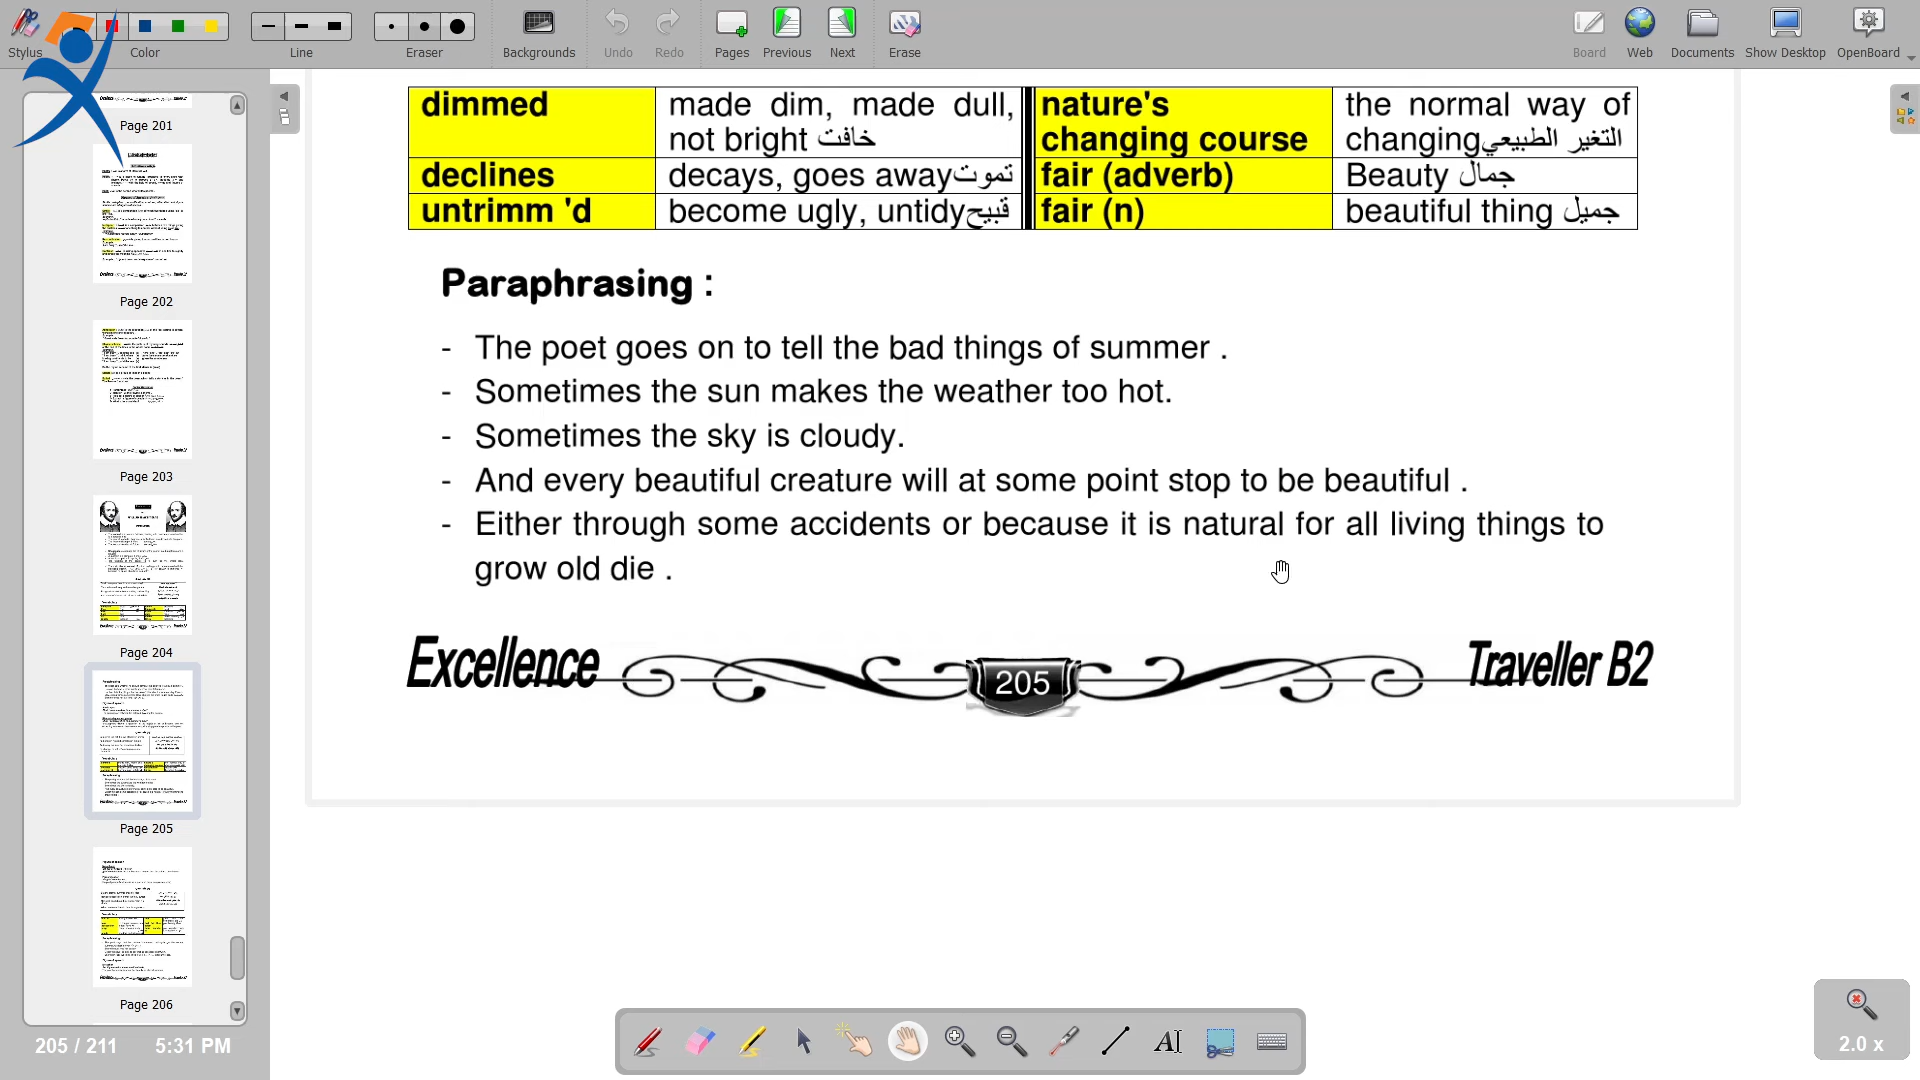 Stylus
Color
Line
Eraser
Backgrounds
Undo
Redo
Pages
Previous
Next
Erase
Board
Web
Documents
Show Desktop
OpenBoard
Page 201
Page 202
Page 203
Page 204
Page 205
Page 206
dimmed
made dim, made dull,
not bright خافت
nature's
changing course
the normal way of
changing التغير الطبيعي
declines
decays, goes away تموت
fair (adverb)
Beauty جمال
untrimm 'd
become ugly, untidy قبيح
fair (n)
beautiful thing جميل
Paraphrasing :
- The poet goes on to tell the bad things of summer .
- Sometimes the sun makes the weather too hot.
- Sometimes the sky is cloudy.
- And every beautiful creature will at some point stop to be beautiful .
- Either through some accidents or because it is natural for all living things to
grow old die .
Excellence
205
Traveller B2
205 / 211
5:31 PM
2.0 x